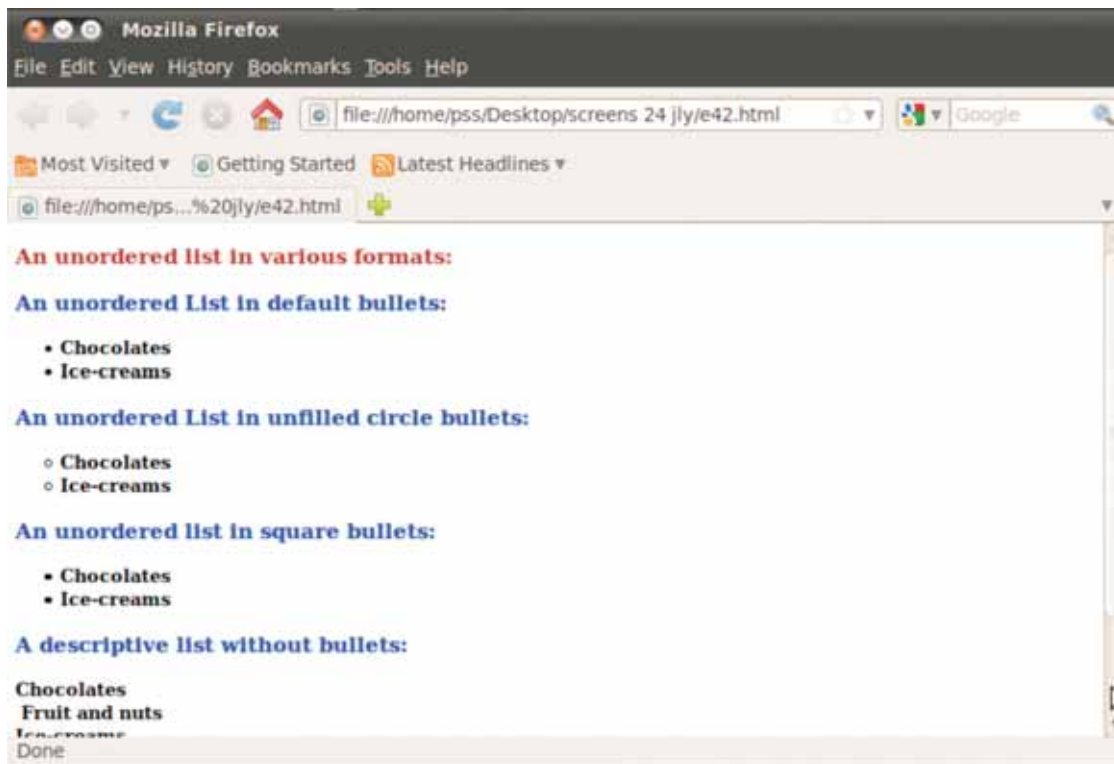 Mozilla Firefox
File Edit View History Bookmarks Tools Help
file:///home/pss/Desktop/screens 24 jly/e42.html
Google
Most Visited Getting Started Latest Headlines
file:///home/ps...%20jly/e42.html
An unordered list in various formats:
An unordered List in default bullets:
• Chocolates
• Ice-creams
An unordered List in unfilled circle bullets:
◦ Chocolates
◦ Ice-creams
An unordered list in square bullets:
▪ Chocolates
▪ Ice-creams
A descriptive list without bullets:
Chocolates
Fruit and nuts
Ice-creams
Done